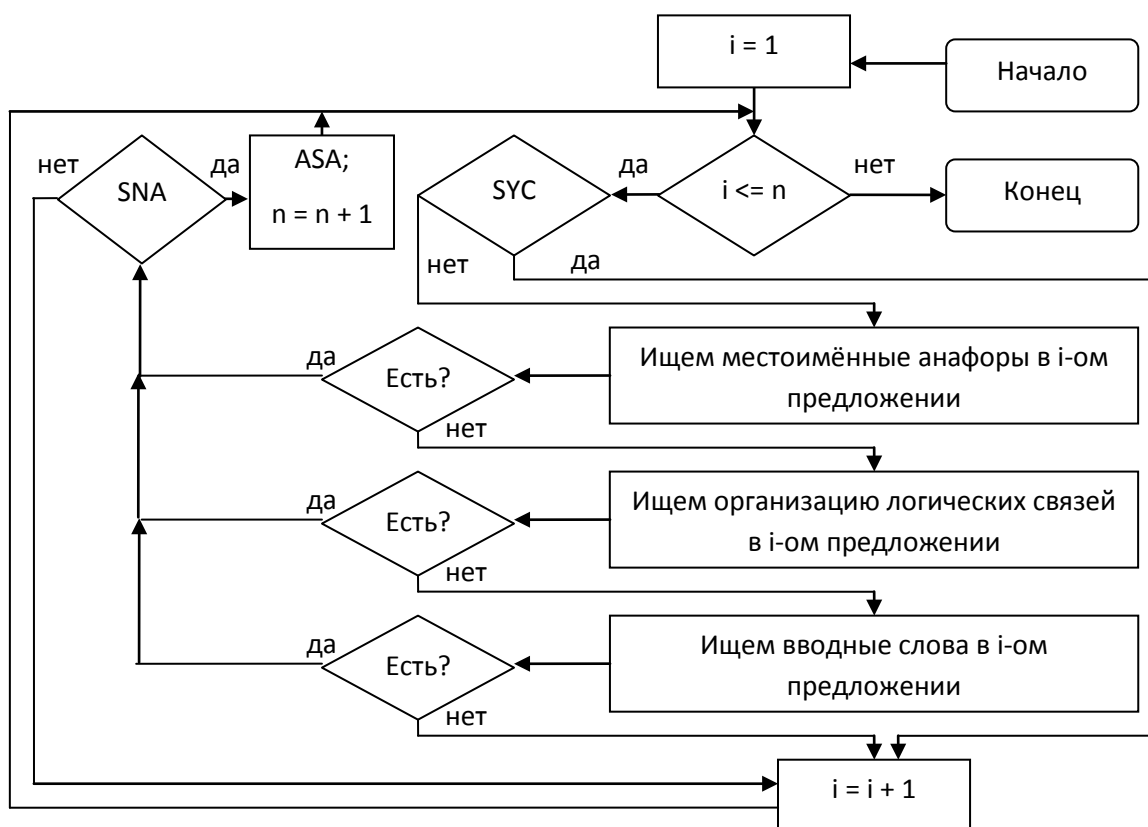 i = 1
Начало
нет
да
SNA
ASA;
n = n + 1
SYC
да
i <= n
нет
Конец
нет
да
да
Есть?
нет
Ищем местоимённые анафоры в i-ом
предложении
да
Есть?
нет
Ищем организацию логических связей
в i-ом предложении
да
Есть?
нет
Ищем вводные слова в i-ом
предложении
i = i + 1